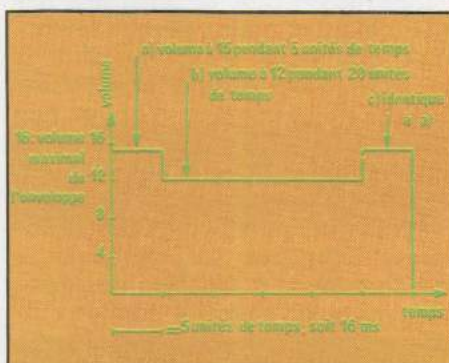 a) volume à 15 pendant 5 unités de temps
b) volume à 12 pendant 20 unités
de temps
c) identique
à a)
volume
16: volume
maximal
de
l'enveloppe
16
12
8
4
temps
= 5 unités de temps, soit 16 ms